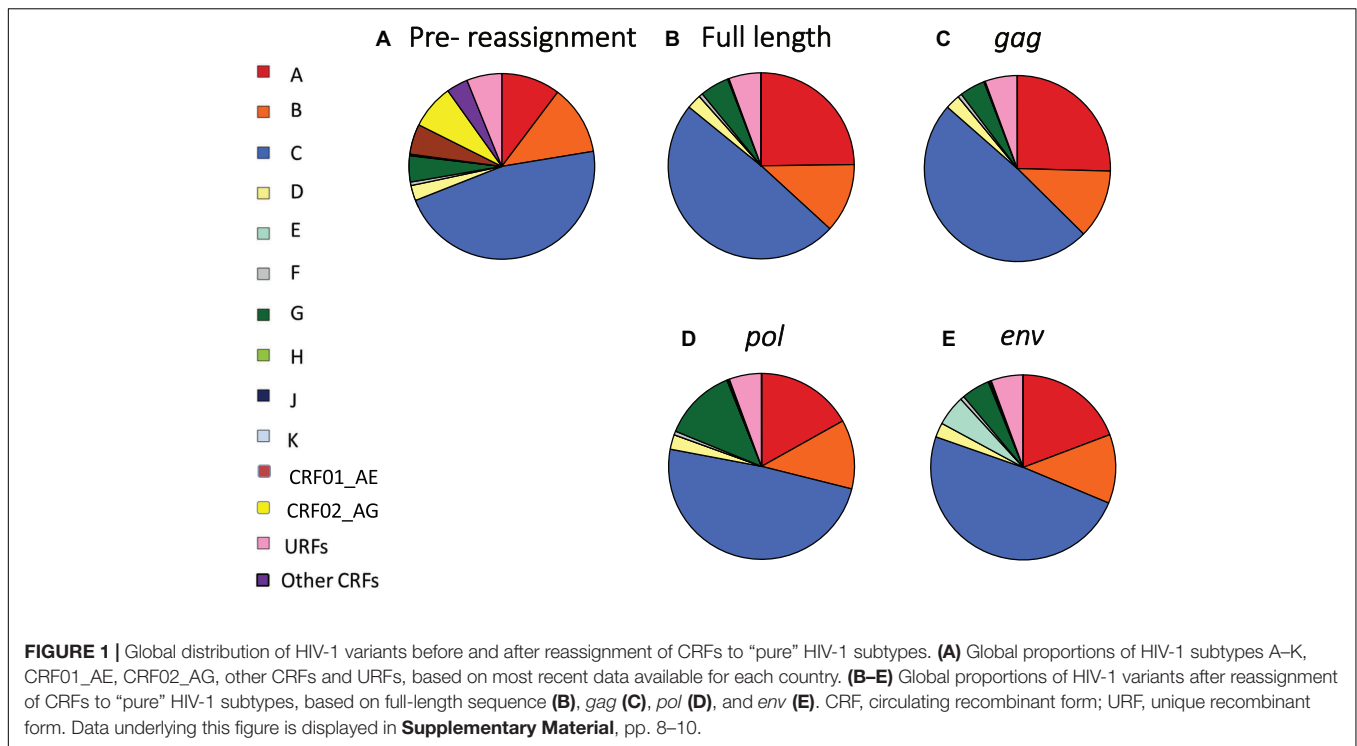 A Pre- reassignment
B Full length
C gag
A
B
C
D
E
F
G
H
J
K
CRF01_AE
CRF02_AG
URFs
Other CRFs
D pol
E env
FIGURE 1 | Global distribution of HIV-1 variants before and after reassignment of CRFs to “pure” HIV-1 subtypes. (A) Global proportions of HIV-1 subtypes A–K,
CRF01_AE, CRF02_AG, other CRFs and URFs, based on most recent data available for each country. (B–E) Global proportions of HIV-1 variants after reassignment
of CRFs to “pure” HIV-1 subtypes, based on full-length sequence (B), gag (C), pol (D), and env (E). CRF, circulating recombinant form; URF, unique recombinant
form. Data underlying this figure is displayed in Supplementary Material, pp. 8–10.